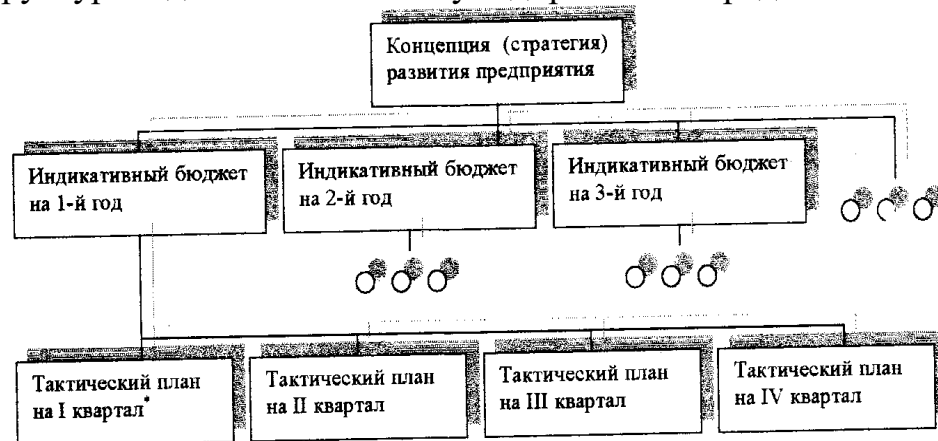 Концепция (стратегия)
развития предприятия
Индикативный бюджет
на 1-й год
Индикативный бюджет
на 2-й год
Индикативный бюджет
на 3-й год
Тактический план
на I квартал*
Тактический план
на II квартал
Тактический план
на III квартал
Тактический план
на IV квартал